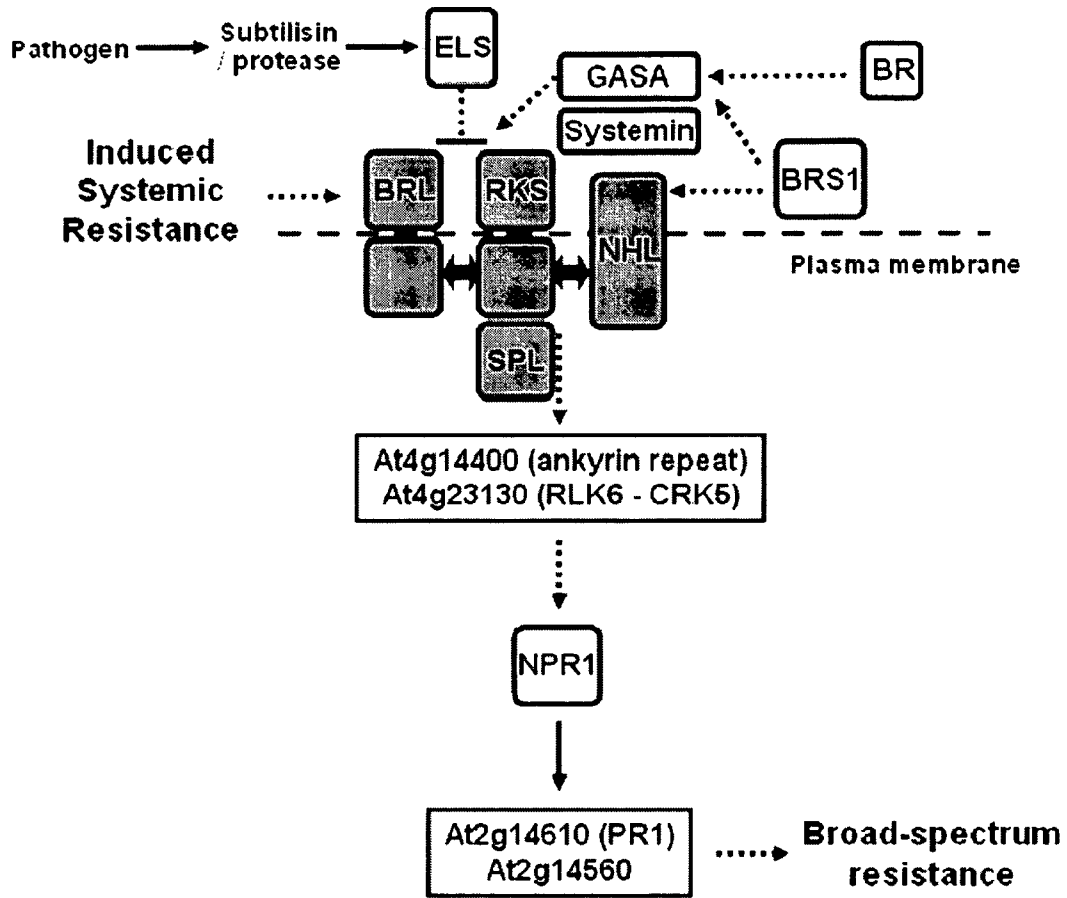 Pathogen
Subtilisin
/ protease
ELS
GASA
BR
Systemin
BRS1
Induced
Systemic
Resistance
BRL
RKS
NHL
Plasma membrane
SPL
At4g14400 (ankyrin repeat)
At4g23130 (RLK6 - CRK5)
NPR1
At2g14610 (PR1)
At2g14560
Broad-spectrum
resistance